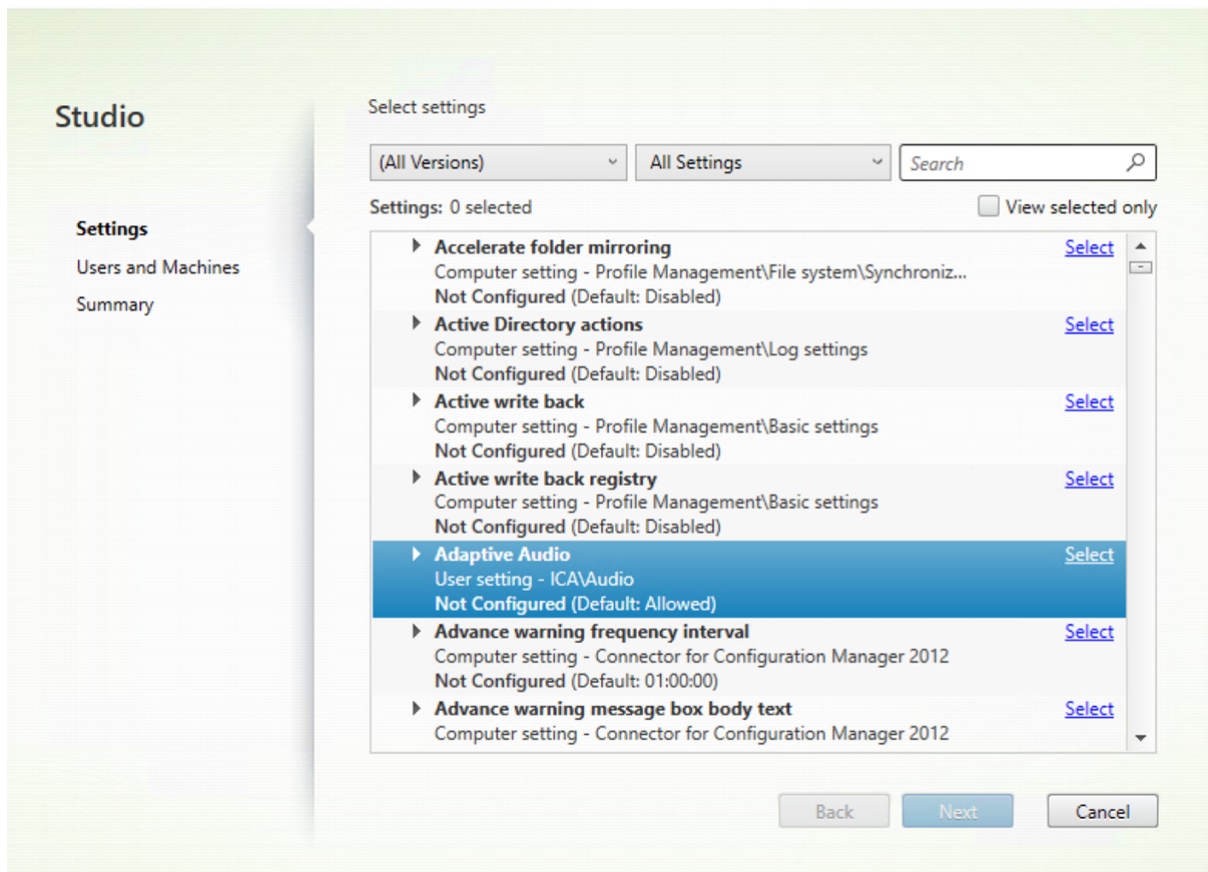 Studio
Settings
Users and Machines
Summary
Select settings
(All Versions)
All Settings
Search
Settings: 0 selected
View selected only
Accelerate folder mirroring Select
Computer setting - Profile Management\File system\Synchroniz...
Not Configured (Default: Disabled)
Active Directory actions Select
Computer setting - Profile Management\Log settings
Not Configured (Default: Disabled)
Active write back Select
Computer setting - Profile Management\Basic settings
Not Configured (Default: Disabled)
Active write back registry Select
Computer setting - Profile Management\Basic settings
Not Configured (Default: Disabled)
Adaptive Audio Select
User setting - ICA\Audio
Not Configured (Default: Allowed)
Advance warning frequency interval Select
Computer setting - Connector for Configuration Manager 2012
Not Configured (Default: 01:00:00)
Advance warning message box body text Select
Computer setting - Connector for Configuration Manager 2012
Back Next Cancel